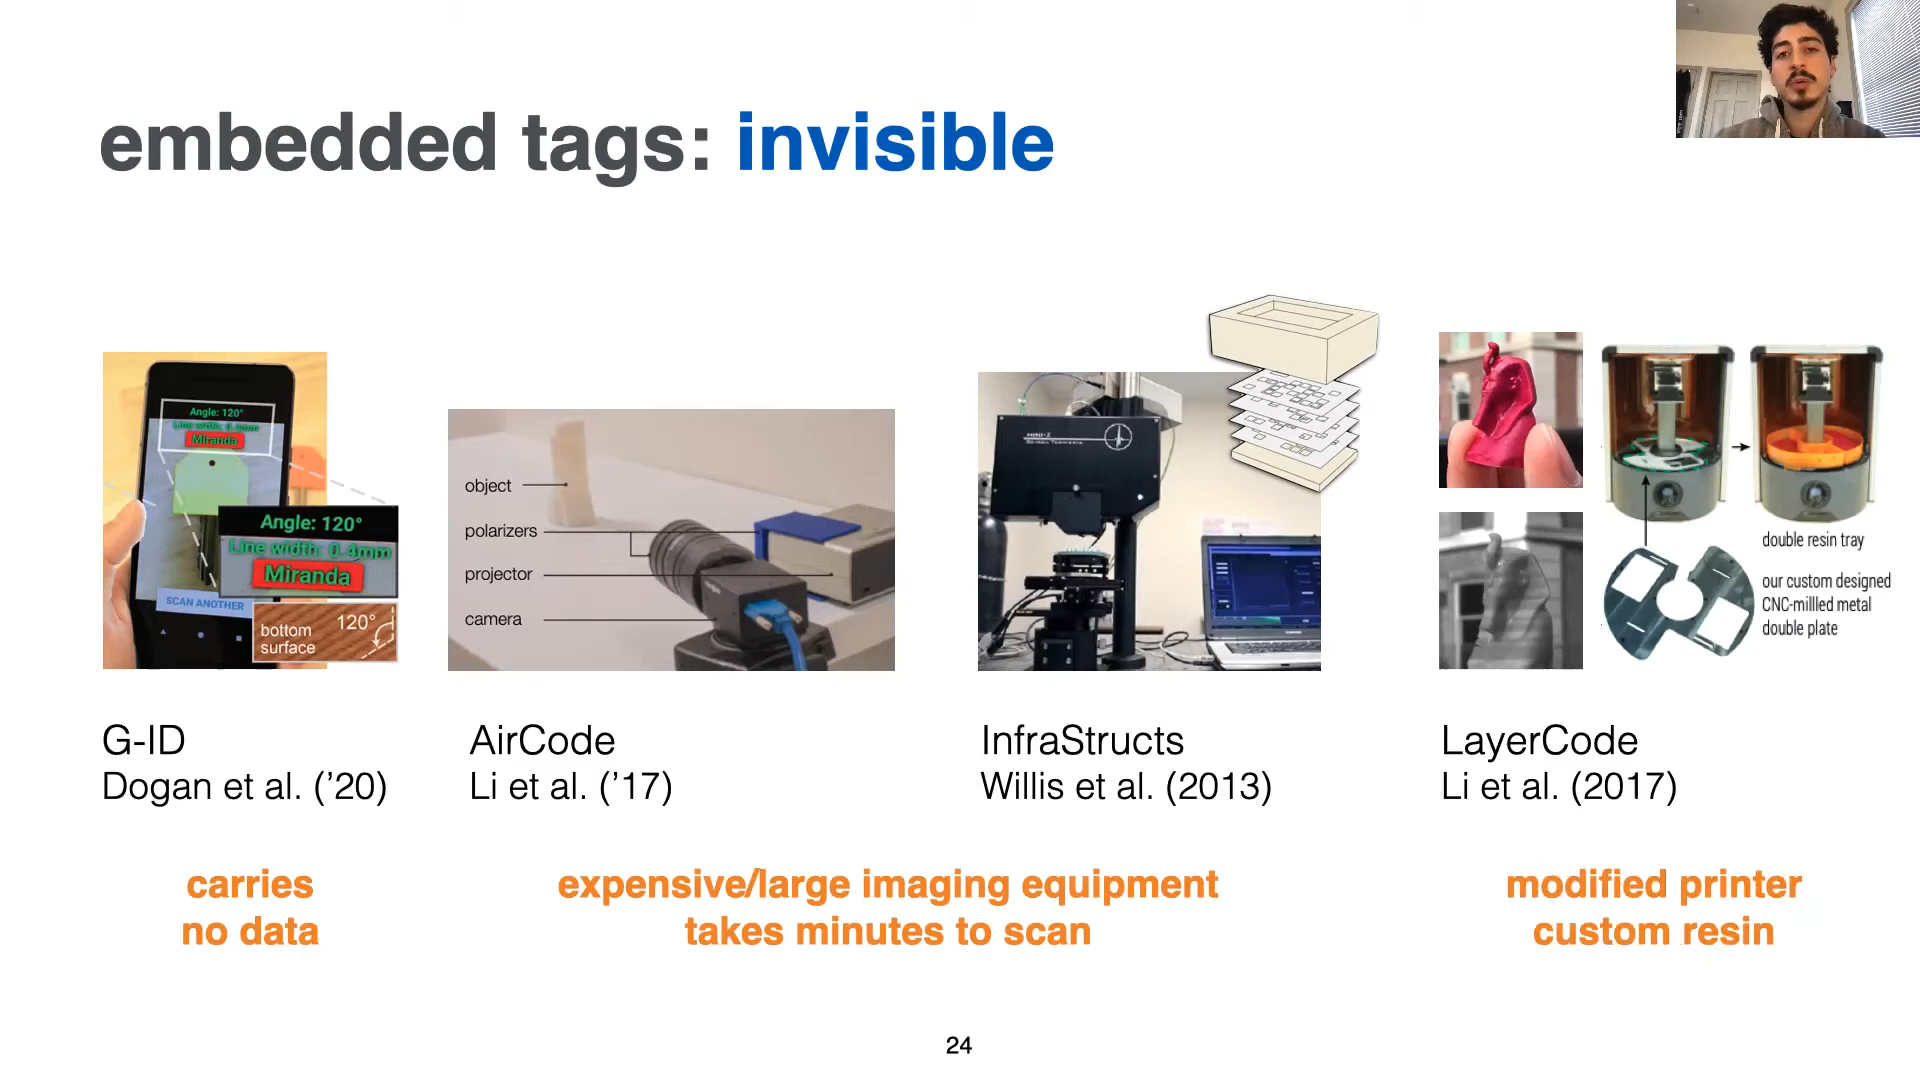 embedded tags: invisible
Angle: 120°
Line width: 0.4mm
Miranda
SCAN ANOTHER
Angle: 120°
Line width: 0.4mm
Miranda
bottom
surface
120°
object
polarizers
projector
camera
MINI-Z
double resin tray
our custom designed
CNC-millled metal
double plate
G-ID
Dogan et al. (’20)
AirCode
Li et al. (’17)
InfraStructs
Willis et al. (2013)
LayerCode
Li et al. (2017)
carries
no data
expensive/large imaging equipment
takes minutes to scan
modified printer
custom resin
24